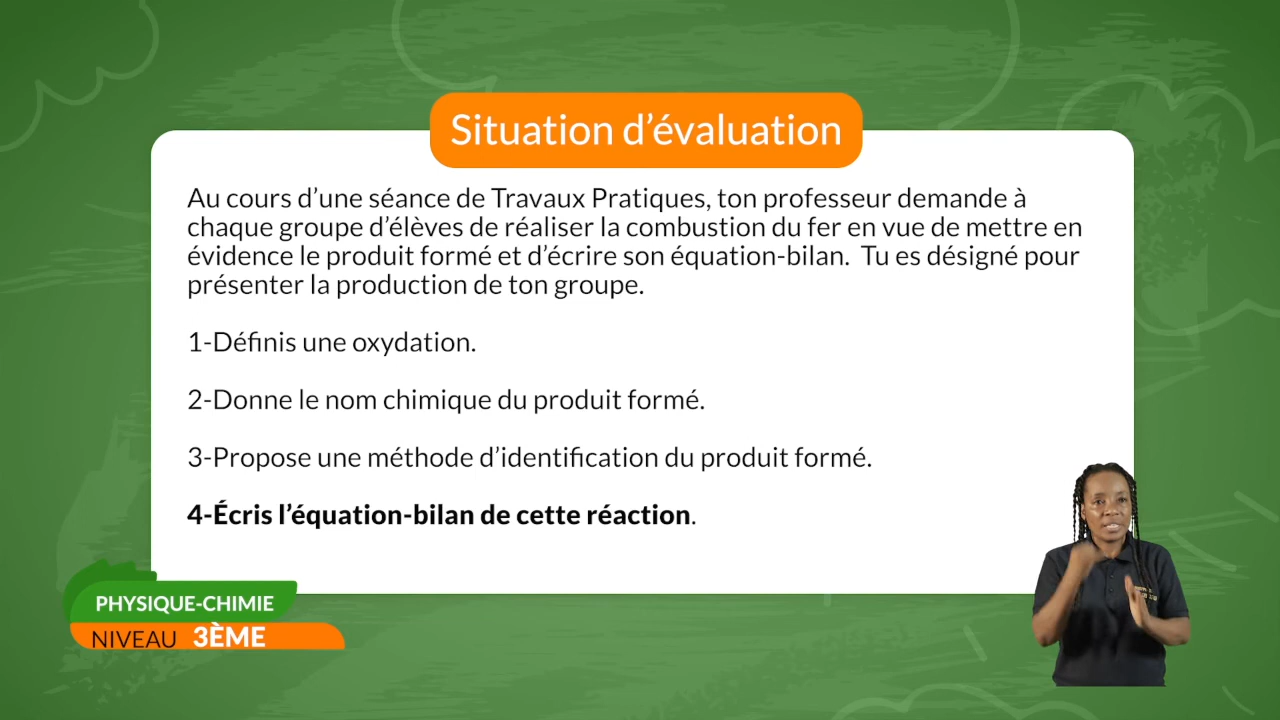 Situation d’évaluation
Au cours d’une séance de Travaux Pratiques, ton professeur demande à
chaque groupe d’élèves de réaliser la combustion du fer en vue de mettre en
évidence le produit formé et d’écrire son équation-bilan. Tu es désigné pour
présenter la production de ton groupe.
1-Définis une oxydation.
2-Donne le nom chimique du produit formé.
3-Propose une méthode d’identification du produit formé.
4-Écris l’équation-bilan de cette réaction.
PHYSIQUE-CHIMIE
NIVEAU 3ÈME